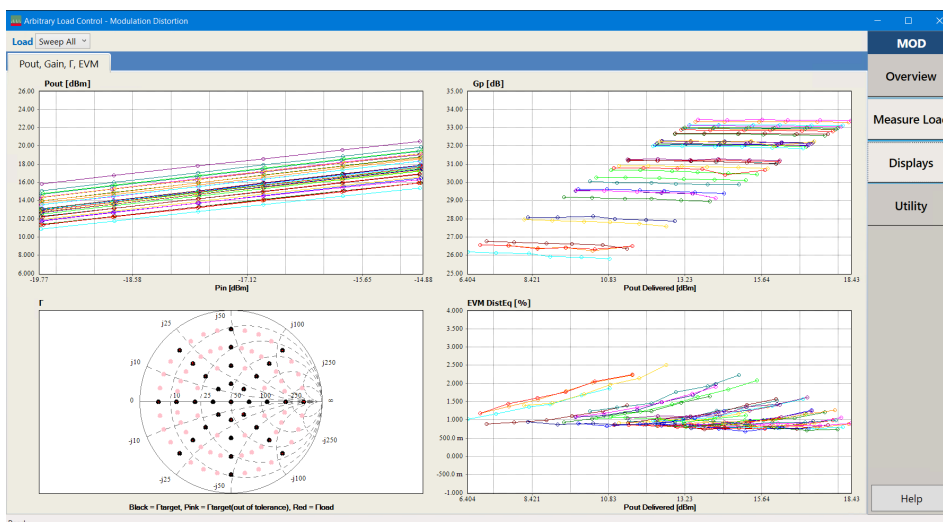 Arbitrary Load Control - Modulation Distortion
Load Sweep All
MOD
Overview
Measure Load
Displays
Utility
Help
Pout, Gain, Γ, EVM
Pout [dBm]
26.00
24.00
22.00
20.00
18.00
16.00
14.00
12.00
10.00
8.000
6.000
-19.77 -18.58 -17.12 -15.65 -14.88
Pin [dBm]
Gp [dB]
35.00
34.00
33.00
32.00
31.00
30.00
29.00
28.00
27.00
26.00
25.00
6.404 8.421 10.83 13.23 15.64 18.43
Pout Delivered [dBm]
Γ
j50
j25 j100
j10 j250
0 10 25 50 100 250 ∞
-j10 -j250
-j25 -j100
-j50
Black = Γtarget, Pink = Γtarget(out of tolerance), Red = Γload
EVM DistEq [%]
4.000
3.500
3.000
2.500
2.000
1.500
1.000
500.0 m
0.000
-500.0 m
-1.000
6.404 8.421 10.83 13.23 15.64 18.43
Pout Delivered [dBm]